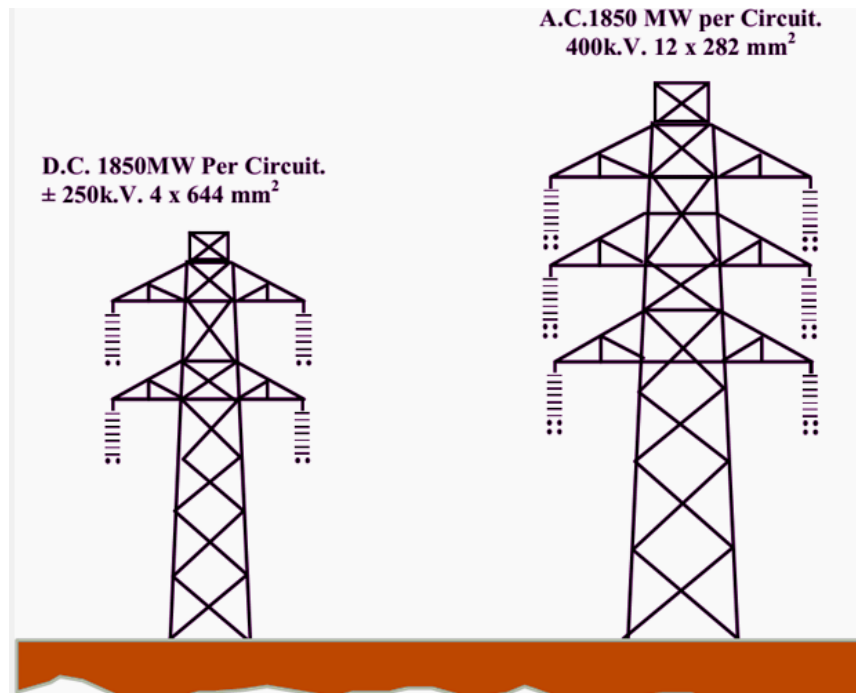 A.C.1850 MW per Circuit.
400k.V. 12 x 282 mm²
D.C. 1850MW Per Circuit.
± 250k.V. 4 x 644 mm²